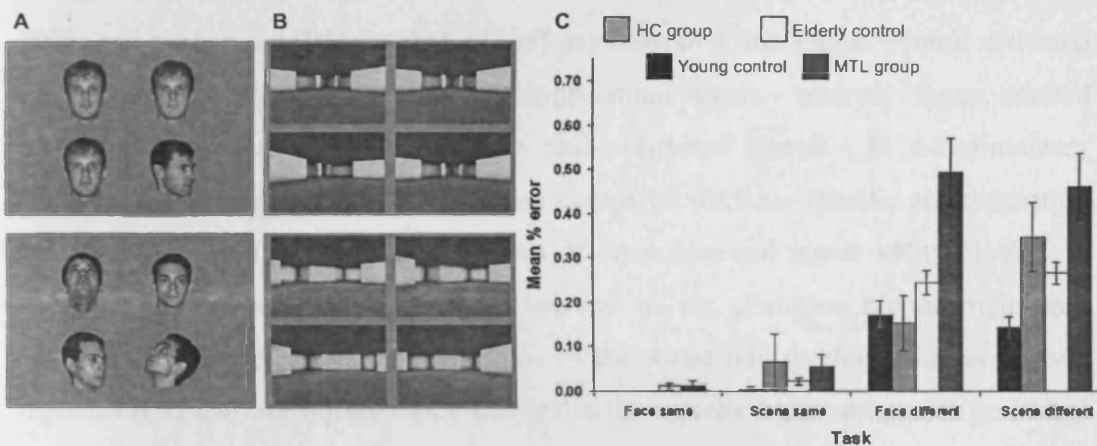 A
B
C
HC group
Elderly control
Young control
MTL group
0.70
0.60
0.50
0.40
0.30
0.20
0.10
0.00
Mean % error
Face same
Scene same
Face different
Scene different
Task